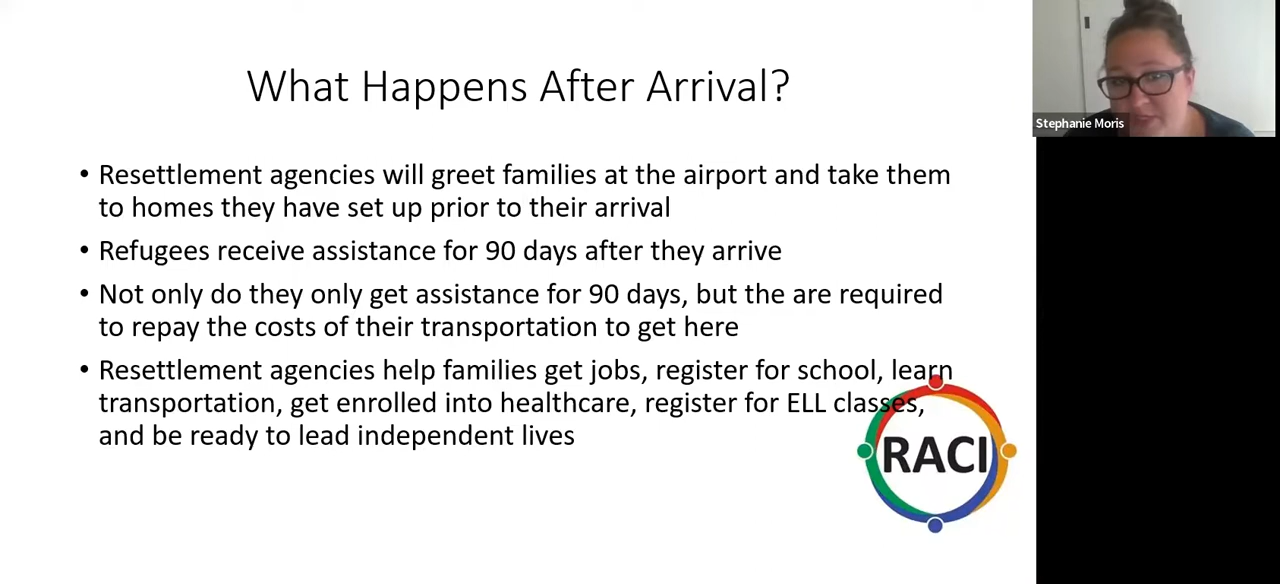 What Happens After Arrival?
Stephanie Moris
• Resettlement agencies will greet families at the airport and take them
to homes they have set up prior to their arrival
• Refugees receive assistance for 90 days after they arrive
• Not only do they only get assistance for 90 days, but the are required
to repay the costs of their transportation to get here
• Resettlement agencies help families get jobs, register for school, learn
transportation, get enrolled into healthcare, register for ELL classes,
and be ready to lead independent lives
RACI